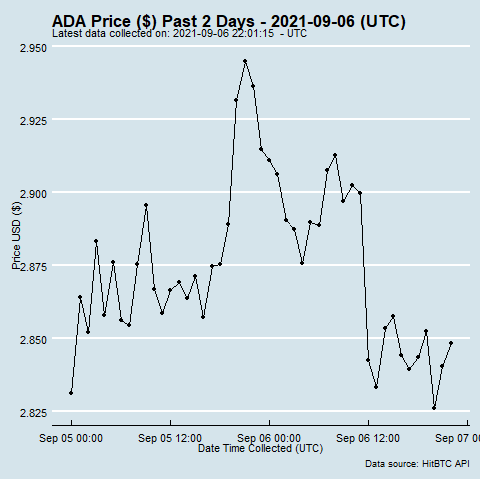 ADA Price ($) Past 2 Days - 2021-09-06 (UTC)
Latest data collected on: 2021-09-06 22:01:15 - UTC
2.950
2.925
2.900
2.875
2.850
2.825
Price USD ($)
Sep 05 00:00 Sep 05 12:00 Sep 06 00:00 Sep 06 12:00 Sep 07 0
Date Time Collected (UTC)
Data source: HitBTC API